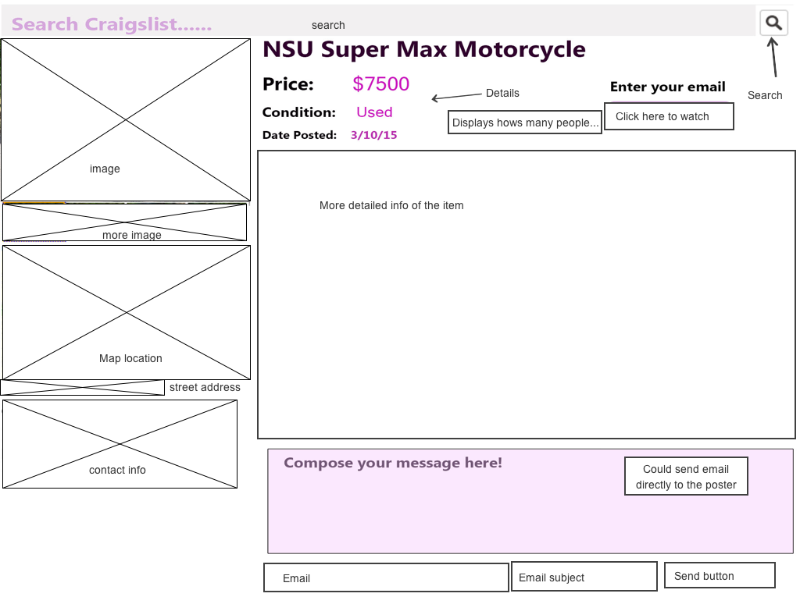 Search Craigslist......
search
NSU Super Max Motorcycle
Price: $7500
Details
Enter your email
Search
Condition: Used
Displays hows many people...
Click here to watch
Date Posted: 3/10/15
image
More detailed info of the item
more image
Map location
street address
contact info
Compose your message here!
Could send email
directly to the poster
Email
Email subject
Send button